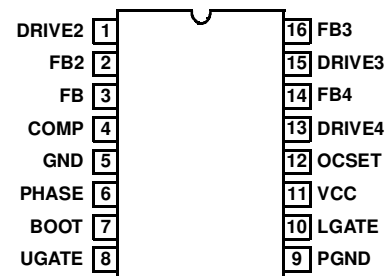 DRIVE2 1 16 FB3
FB2 2 15 DRIVE3
FB 3 14 FB4
COMP 4 13 DRIVE4
GND 5 12 OCSET
PHASE 6 11 VCC
BOOT 7 10 LGATE
UGATE 8 9 PGND